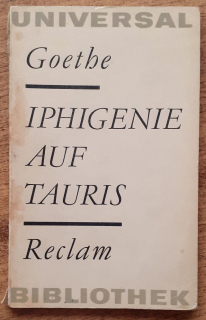 UNIVERSAL
Goethe
IPHIGENIE
AUF
TAURIS
Reclam
BIBLIOTHEK